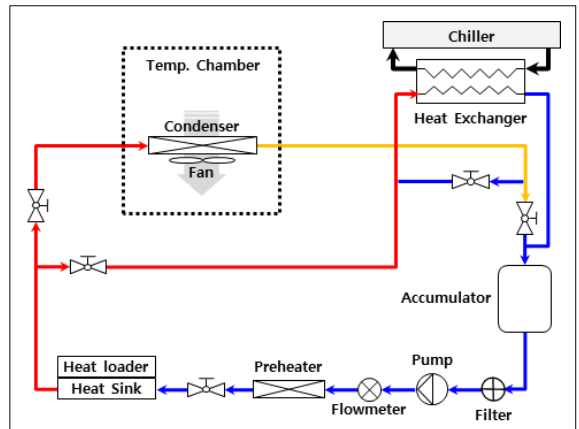 Chiller
Temp. Chamber
Condenser
Heat Exchanger
Fan
Accumulator
Heat loader
Preheater
Pump
Heat Sink
Flowmeter
Filter